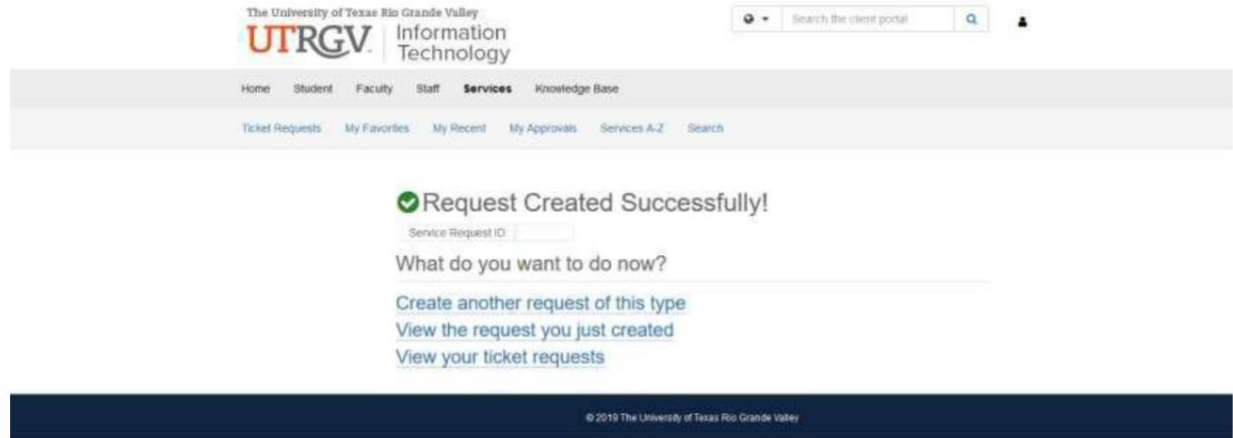 The University of Texas Rio Grande Valley
UTRGV. Information
Technology
Search the client portal
Home Student Faculty Staff Services Knowledge Base
Ticket Requests My Favorites My Recent My Approvals Services A-Z Search
Request Created Successfully!
Service Request ID
What do you want to do now?
Create another request of this type
View the request you just created
View your ticket requests
© 2019 The University of Texas Rio Grande Valley